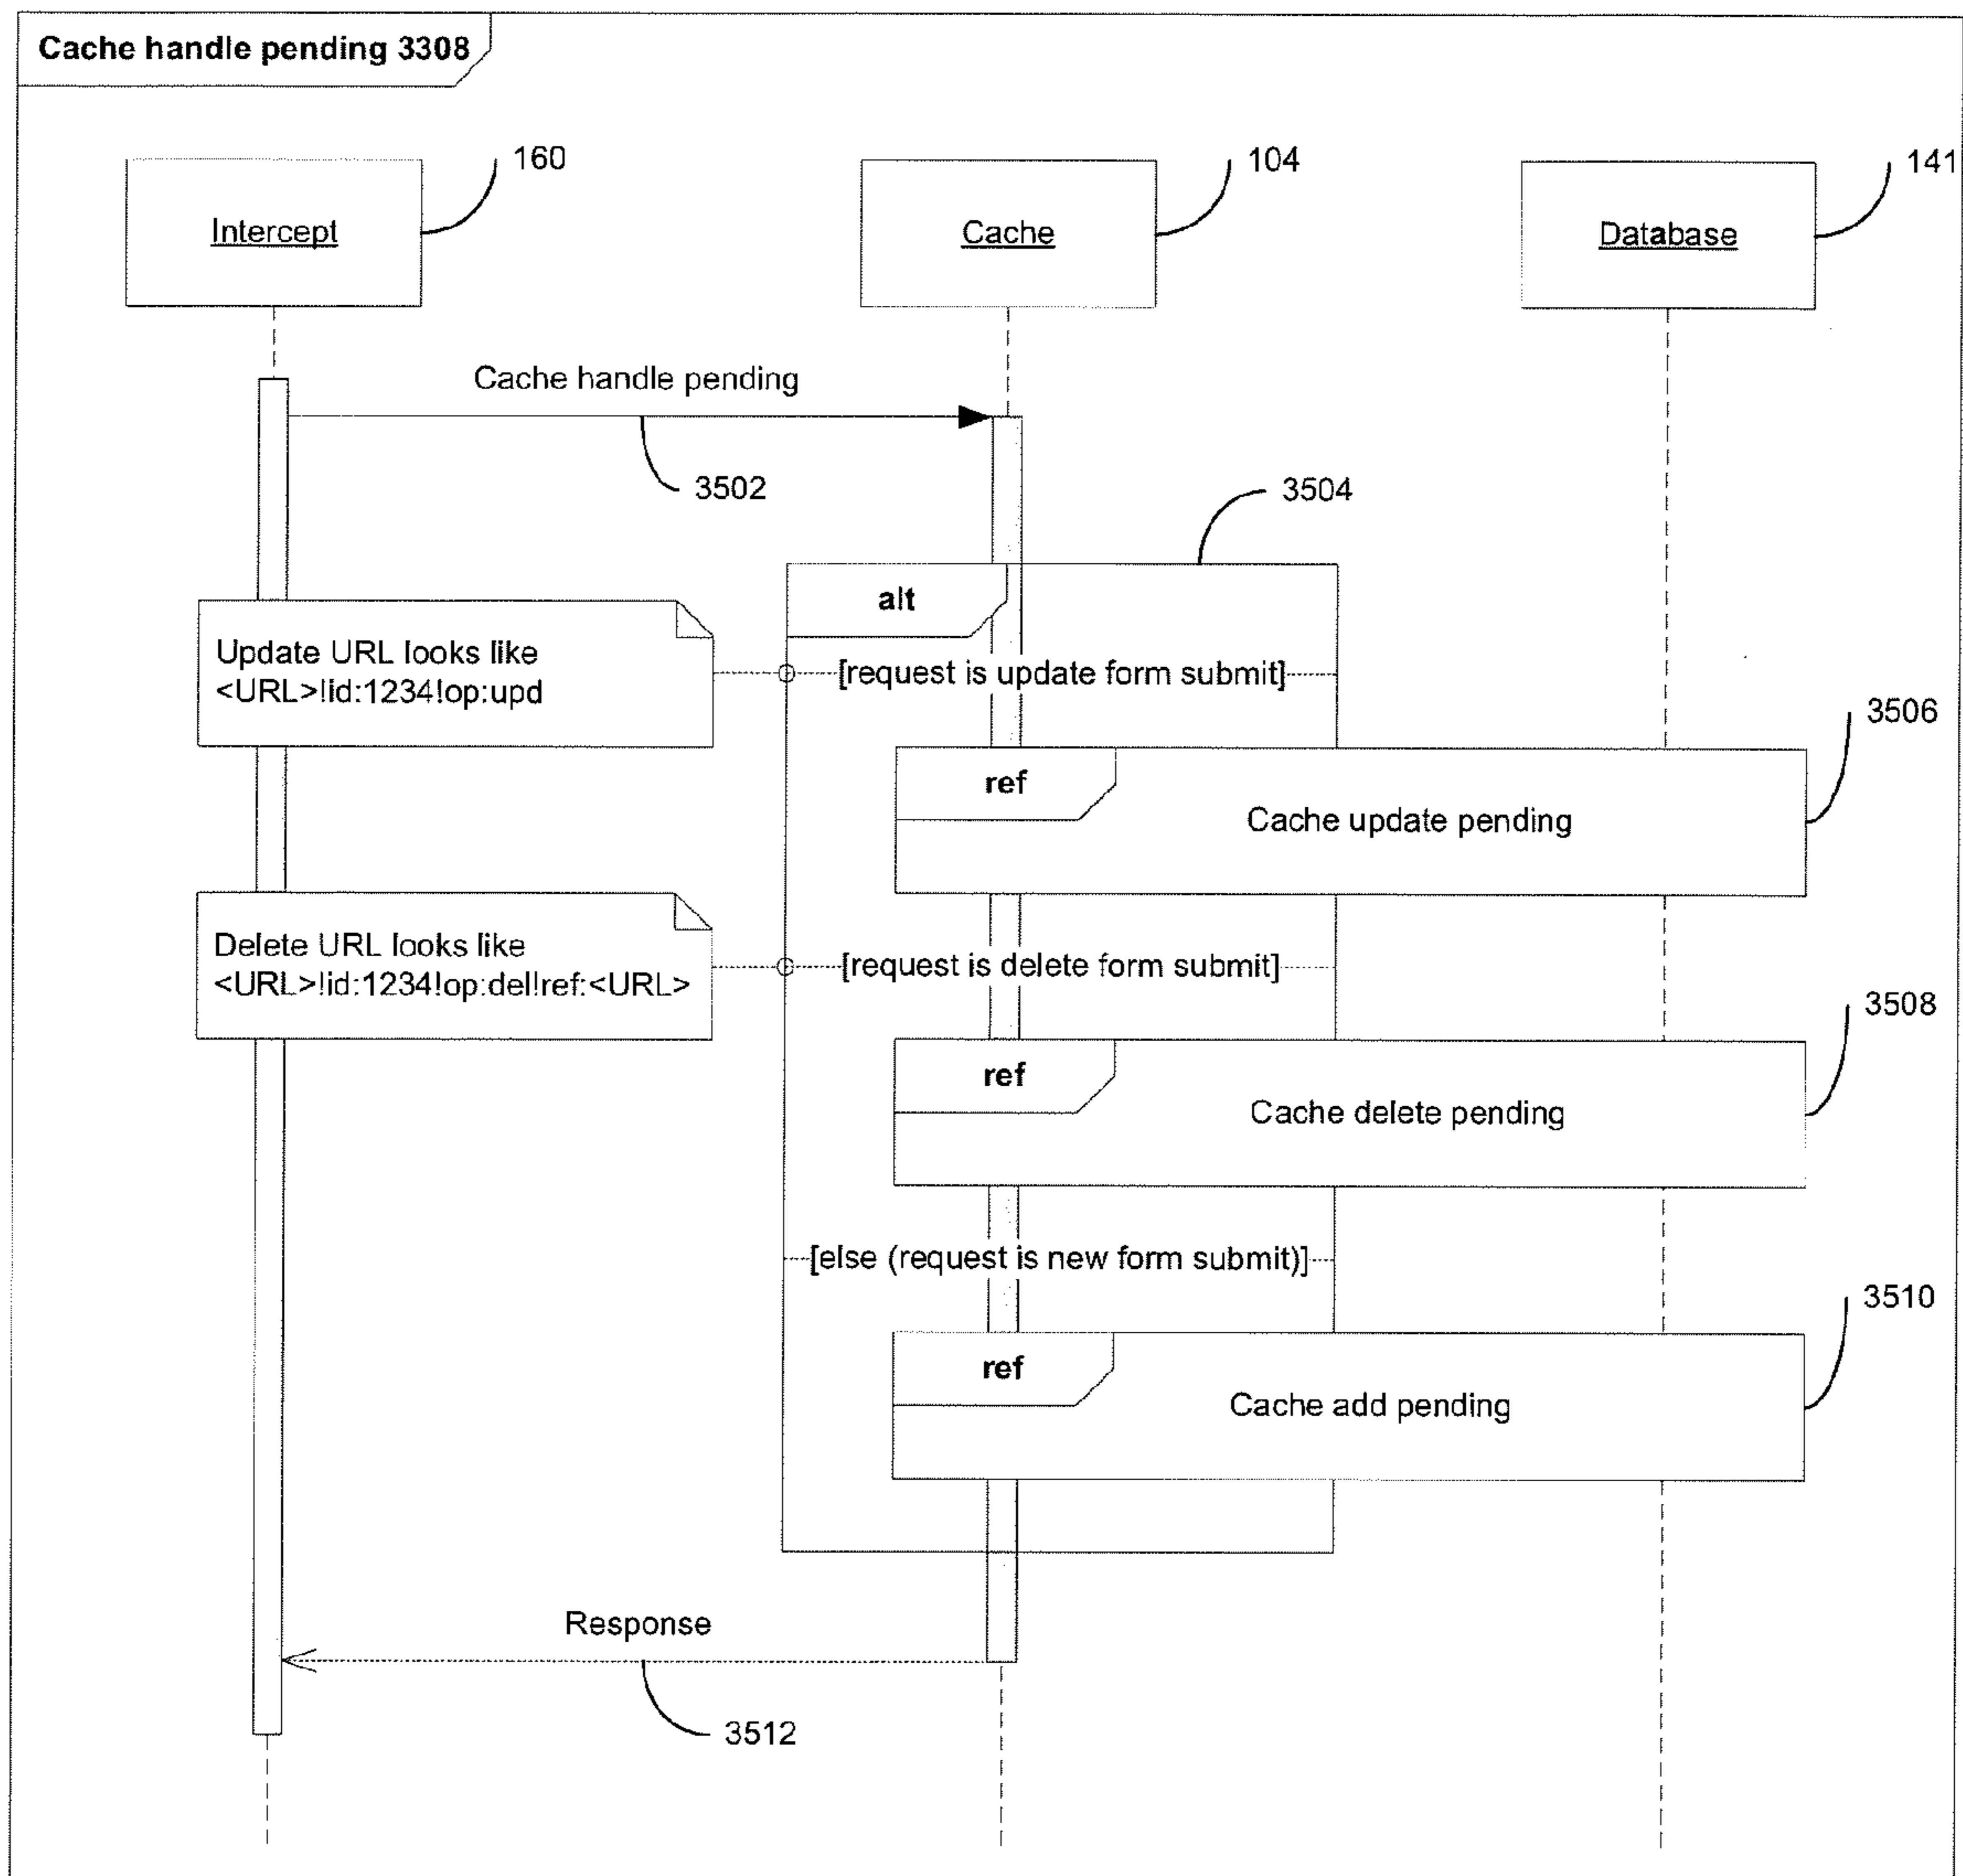 Cache handle pending 3308
160
104
141
Intercept
Cache
Database
Cache handle pending
3502
3504
alt
Update URL looks like
<URL>!id:1234!op:upd
[request is update form submit]
3506
ref
Cache update pending
Delete URL looks like
<URL>!id:1234!op:del!ref:<URL>
[request is delete form submit]
3508
ref
Cache delete pending
[else (request is new form submit)]
3510
ref
Cache add pending
Response
3512